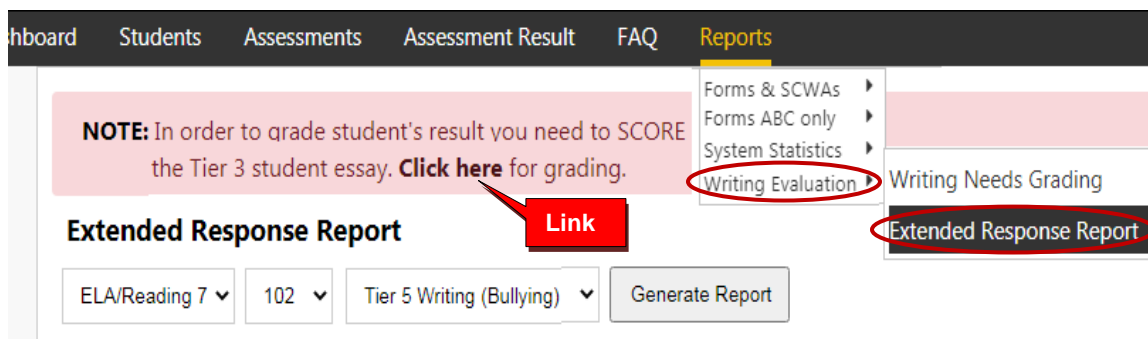 shboard Students Assessments Assessment Result FAQ Reports
Forms & SCWAs
Forms ABC only
System Statistics
Writing Evaluation
Writing Needs Grading
Extended Response Report
NOTE: In order to grade student's result you need to SCORE
the Tier 3 student essay. Click here for grading.
Link
Extended Response Report
ELA/Reading 7 102 Tier 5 Writing (Bullying) Generate Report